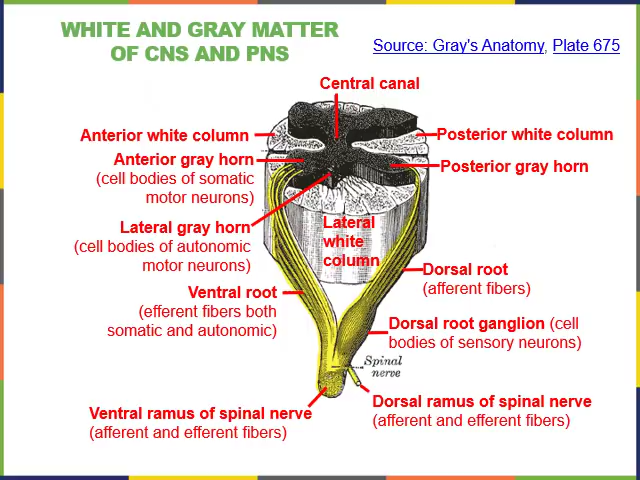 WHITE AND GRAY MATTER
OF CNS AND PNS
Source: Gray's Anatomy, Plate 675
Central canal
Anterior white column
Posterior white column
Anterior gray horn
(cell bodies of somatic
motor neurons)
Posterior gray horn
Lateral gray horn
(cell bodies of autonomic
motor neurons)
Lateral
white
column
Dorsal root
(afferent fibers)
Ventral root
(efferent fibers both
somatic and autonomic)
Dorsal root ganglion (cell
bodies of sensory neurons)
Spinal
nerve
Ventral ramus of spinal nerve
(afferent and efferent fibers)
Dorsal ramus of spinal nerve
(afferent and efferent fibers)